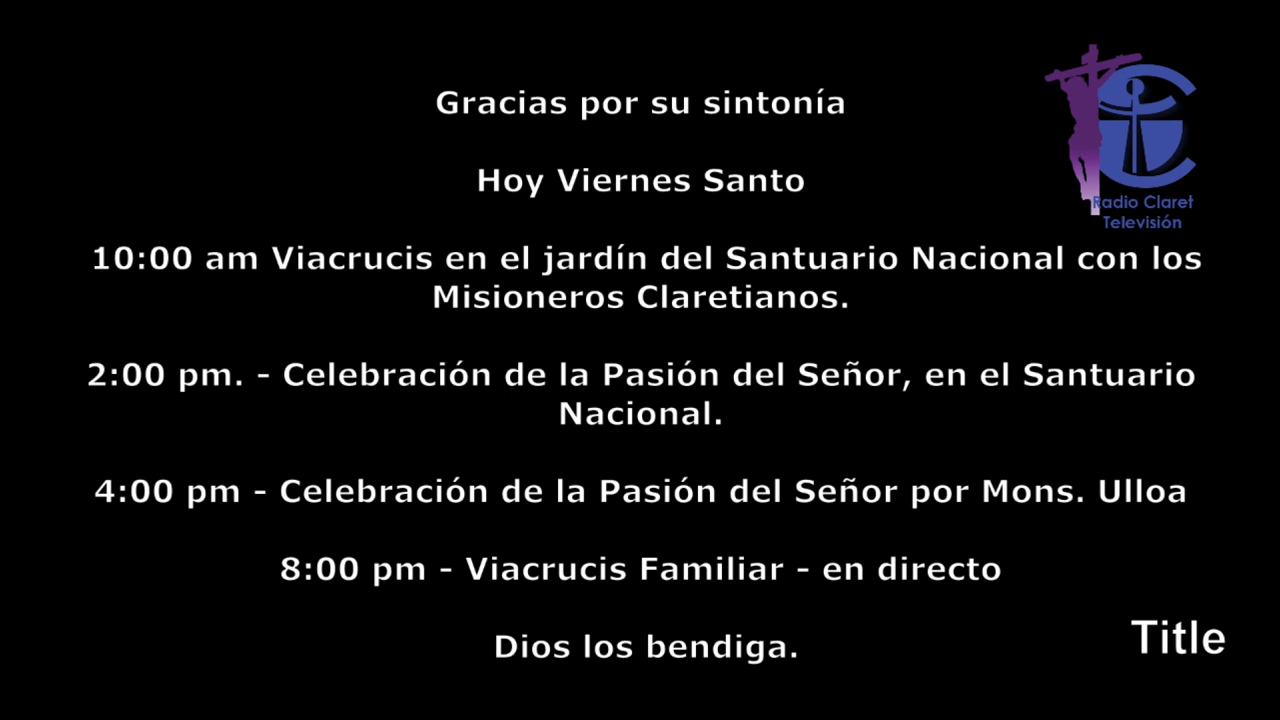 Gracias por su sintonía
Hoy Viernes Santo
Radio Claret
Televisión
10:00 am Viacrucis en el jardín del Santuario Nacional con los
Misioneros Claretianos.
2:00 pm. - Celebración de la Pasión del Señor, en el Santuario
Nacional.
4:00 pm - Celebración de la Pasión del Señor por Mons. Ulloa
8:00 pm - Viacrucis Familiar - en directo
Dios los bendiga.
Title